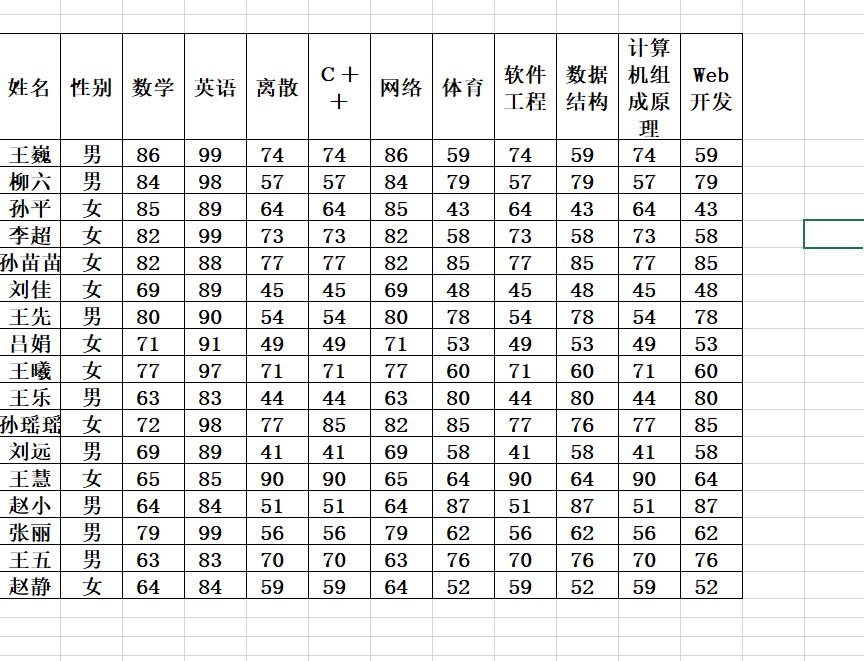 姓名 性别 数学 英语 离散 C＋＋ 网络 体育 软件工程 数据结构 计算机组成原理 Web开发
王巍 男 86 99 74 74 86 59 74 59 74 59
柳六 男 84 98 57 57 84 79 57 79 57 79
孙平 女 85 89 64 64 85 43 64 43 64 43
李超 女 82 99 73 73 82 58 73 58 73 58
孙苗苗 女 82 88 77 77 82 85 77 85 77 85
刘佳 女 69 89 45 45 69 48 45 48 45 48
王先 男 80 90 54 54 80 78 54 78 54 78
吕娟 女 71 91 49 49 71 53 49 53 49 53
王曦 女 77 97 71 71 77 60 71 60 71 60
王乐 男 63 83 44 44 63 80 44 80 44 80
孙瑶瑶 女 72 98 77 85 82 85 77 76 77 85
刘远 男 69 89 41 41 69 58 41 58 41 58
王慧 女 65 85 90 90 65 64 90 64 90 64
赵小 男 64 84 51 51 64 87 51 87 51 87
张丽 男 79 99 56 56 79 62 56 62 56 62
王五 男 63 83 70 70 63 76 70 76 70 76
赵静 女 64 84 59 59 64 52 59 52 59 52